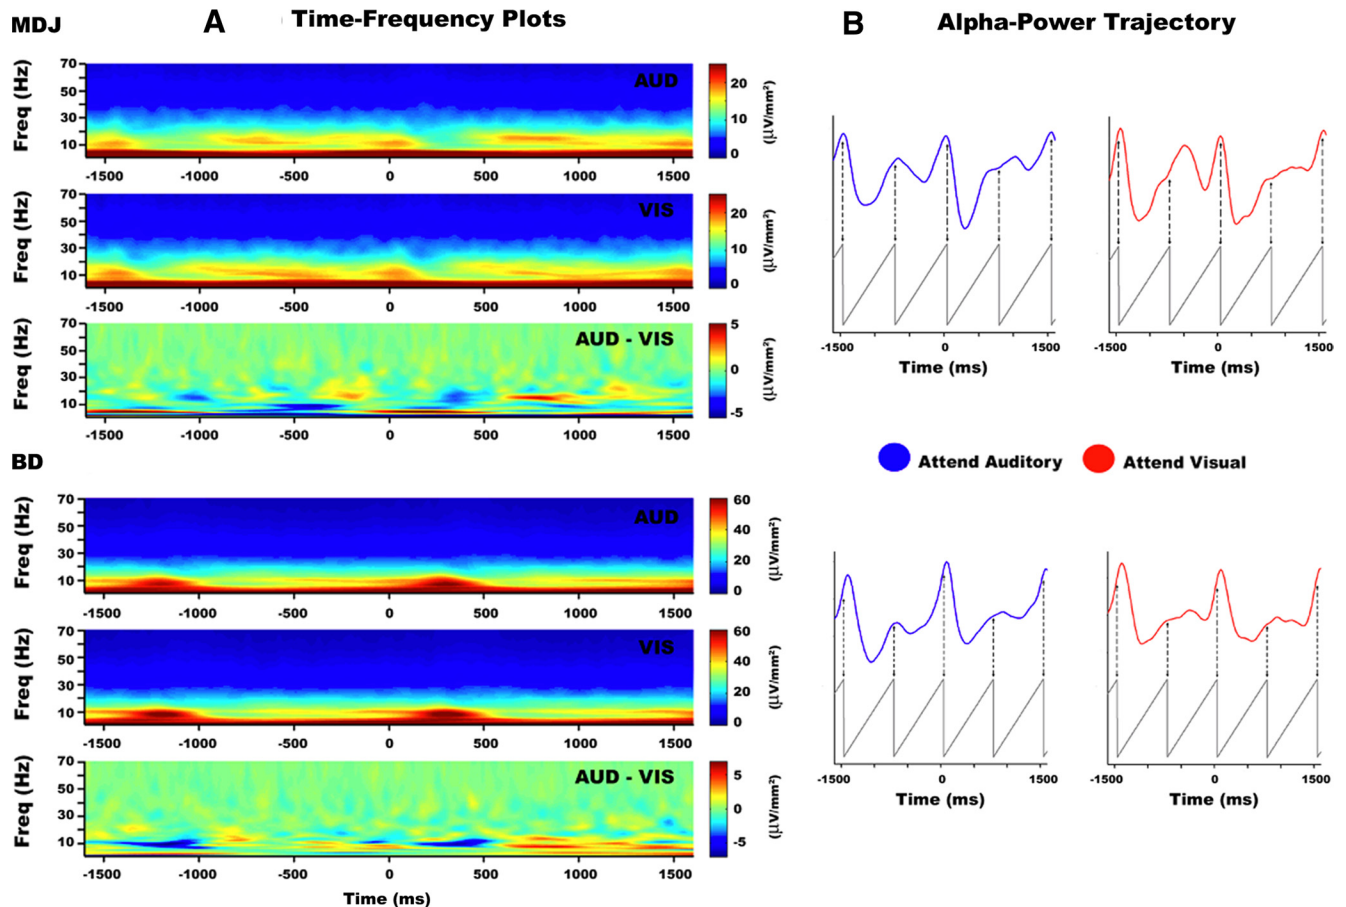 MDJ
A Time-Frequency Plots
B Alpha-Power Trajectory
Freq (Hz)
70
50
30
10
AUD
20
10
0
(µV/mm²)
-1500 -1000 -500 0 500 1000 1500
Freq (Hz)
70
50
30
10
VIS
20
10
0
(µV/mm²)
-1500 -1000 -500 0 500 1000 1500
Freq (Hz)
70
50
30
10
AUD - VIS
5
0
-5
(µV/mm²)
-1500 -1000 -500 0 500 1000 1500
-1500 0 1500
Time (ms)
-1500 0 1500
Time (ms)
Attend Auditory
Attend Visual
BD
Freq (Hz)
70
50
30
10
AUD
60
40
20
0
(µV/mm²)
-1500 -1000 -500 0 500 1000 1500
Freq (Hz)
70
50
30
10
VIS
60
40
20
0
(µV/mm²)
-1500 -1000 -500 0 500 1000 1500
Freq (Hz)
70
50
30
10
AUD - VIS
5
0
-5
(µV/mm²)
-1500 -1000 -500 0 500 1000 1500
Time (ms)
-1500 0 1500
Time (ms)
-1500 0 1500
Time (ms)